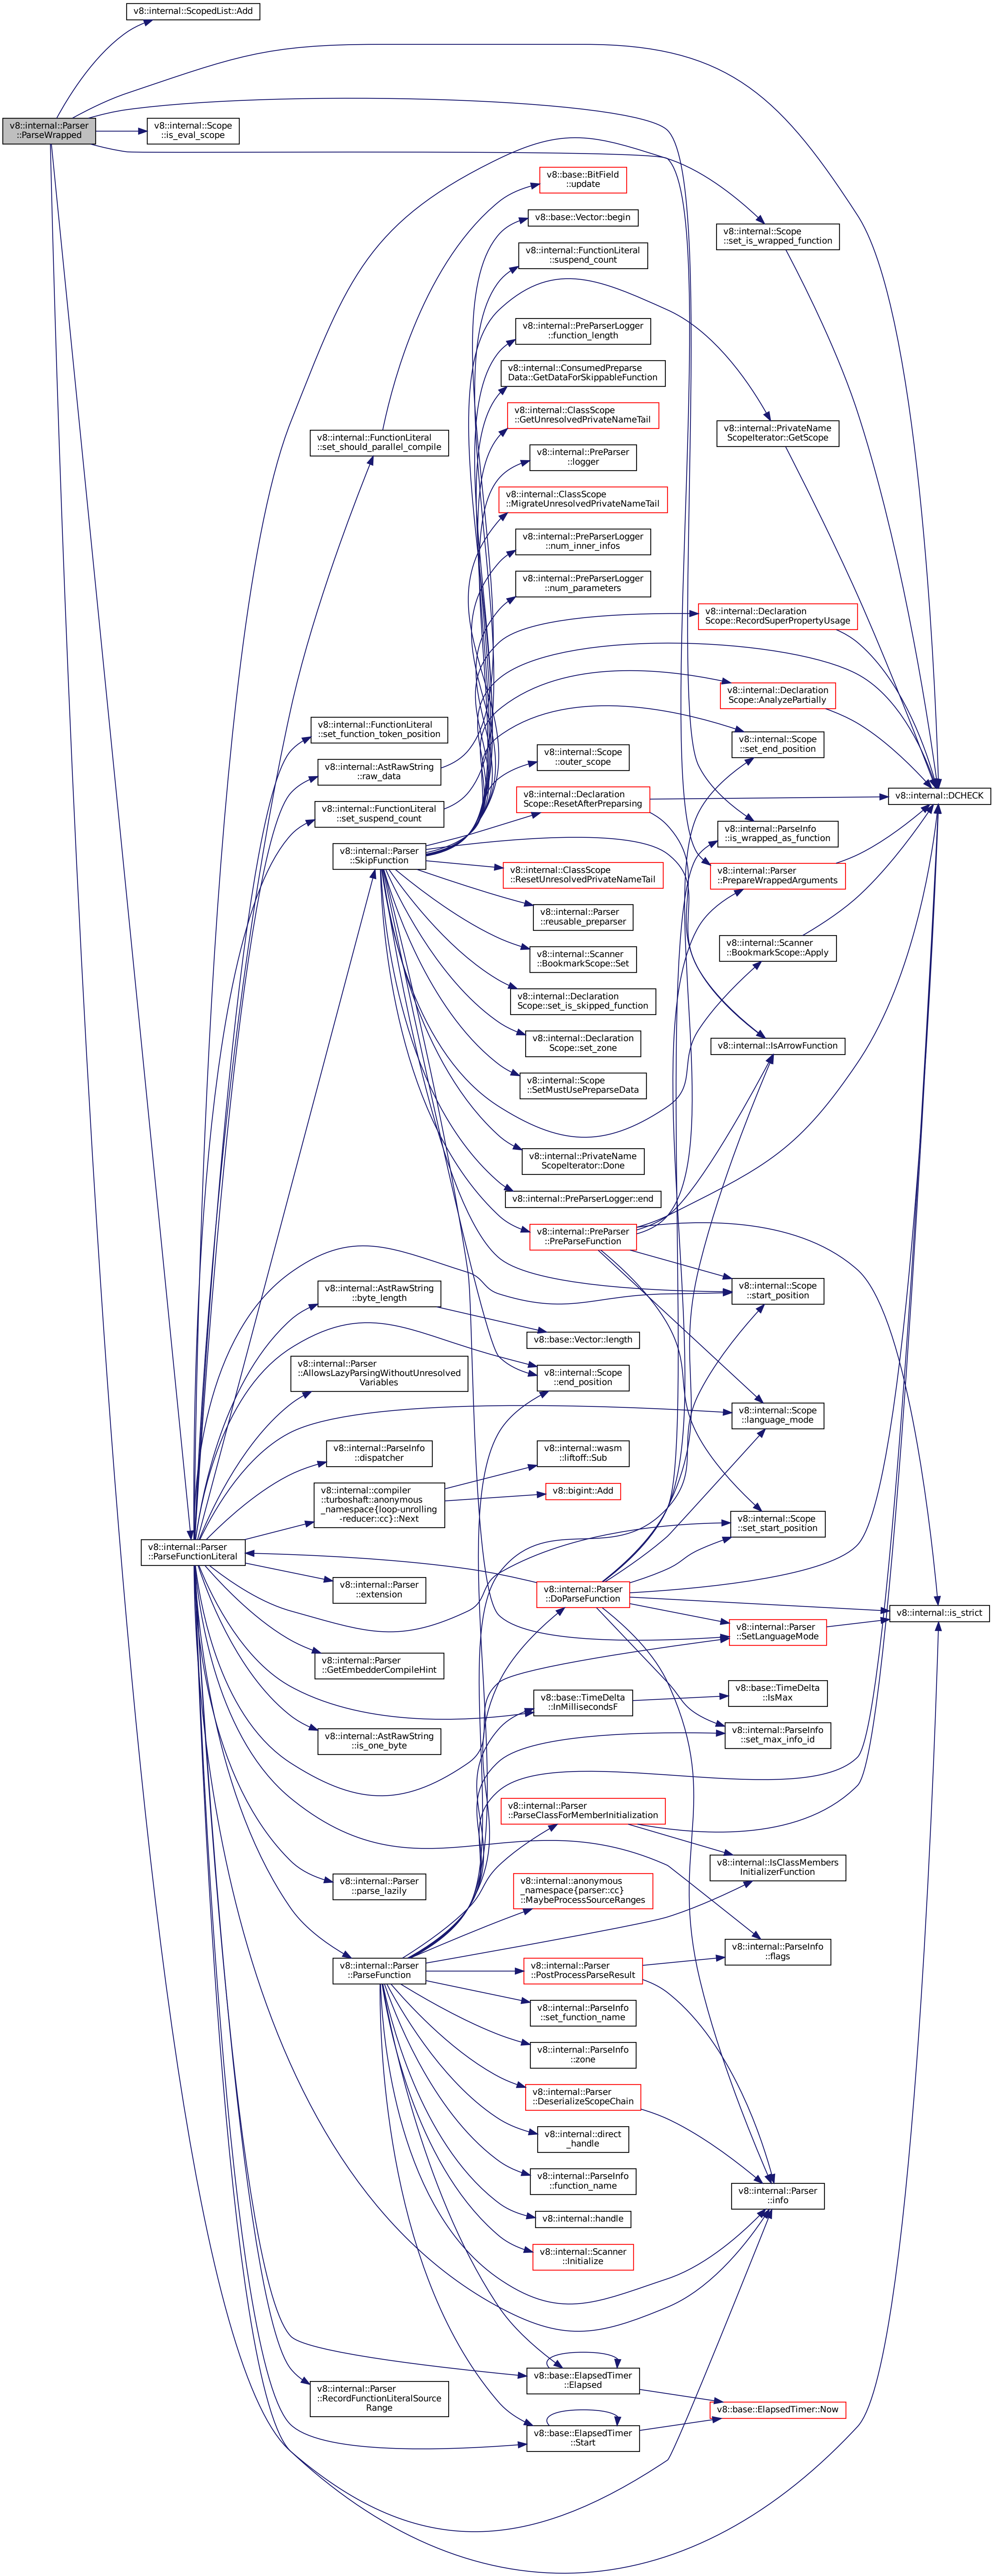 v8::internal::ScopedList::Add
v8::internal::Parser
::ParseWrapped
v8::internal::Scope
::is_eval_scope
v8::base::BitField
::update
v8::base::Vector::begin
v8::internal::Scope
::set_is_wrapped_function
v8::internal::FunctionLiteral
::suspend_count
v8::internal::PreParserLogger
::function_length
v8::internal::ConsumedPreparse
Data::GetDataForSkippableFunction
v8::internal::ClassScope
::GetUnresolvedPrivateNameTail
v8::internal::PrivateName
ScopeIterator::GetScope
v8::internal::FunctionLiteral
::set_should_parallel_compile
v8::internal::PreParser
::logger
v8::internal::ClassScope
::MigrateUnresolvedPrivateNameTail
v8::internal::PreParserLogger
::num_inner_infos
v8::internal::PreParserLogger
::num_parameters
v8::internal::Declaration
Scope::RecordSuperPropertyUsage
v8::internal::Declaration
Scope::AnalyzePartially
v8::internal::FunctionLiteral
::set_function_token_position
v8::internal::Scope
::set_end_position
v8::internal::Scope
::outer_scope
v8::internal::AstRawString
::raw_data
v8::internal::Declaration
Scope::ResetAfterPreparsing
v8::internal::DCHECK
v8::internal::FunctionLiteral
::set_suspend_count
v8::internal::ParseInfo
::is_wrapped_as_function
v8::internal::Parser
::SkipFunction
v8::internal::ClassScope
::ResetUnresolvedPrivateNameTail
v8::internal::Parser
::PrepareWrappedArguments
v8::internal::Parser
::reusable_preparser
v8::internal::Scanner
::BookmarkScope::Set
v8::internal::Scanner
::BookmarkScope::Apply
v8::internal::Declaration
Scope::set_is_skipped_function
v8::internal::Declaration
Scope::set_zone
v8::internal::IsArrowFunction
v8::internal::Scope
::SetMustUsePreparseData
v8::internal::PrivateName
ScopeIterator::Done
v8::internal::PreParserLogger::end
v8::internal::PreParser
::PreParseFunction
v8::internal::Scope
::start_position
v8::internal::AstRawString
::byte_length
v8::base::Vector::length
v8::internal::Parser
::AllowsLazyParsingWithoutUnresolved
Variables
v8::internal::Scope
::end_position
v8::internal::Scope
::language_mode
v8::internal::ParseInfo
::dispatcher
v8::internal::wasm
::liftoff::Sub
v8::internal::compiler
::turboshaft::anonymous
_namespace{loop-unrolling
-reducer::cc}::Next
v8::bigint::Add
v8::internal::Scope
::set_start_position
v8::internal::Parser
::ParseFunctionLiteral
v8::internal::Parser
::extension
v8::internal::Parser
::DoParseFunction
v8::internal::is_strict
v8::internal::Parser
::SetLanguageMode
v8::internal::Parser
::GetEmbedderCompileHint
v8::base::TimeDelta
::InMillisecondsF
v8::base::TimeDelta
::IsMax
v8::internal::AstRawString
::is_one_byte
v8::internal::ParseInfo
::set_max_info_id
v8::internal::Parser
::ParseClassForMemberInitialization
v8::internal::IsClassMembers
InitializerFunction
v8::internal::Parser
::parse_lazily
v8::internal::anonymous
_namespace{parser::cc}
::MaybeProcessSourceRanges
v8::internal::ParseInfo
::flags
v8::internal::Parser
::ParseFunction
v8::internal::Parser
::PostProcessParseResult
v8::internal::ParseInfo
::set_function_name
v8::internal::ParseInfo
::zone
v8::internal::Parser
::DeserializeScopeChain
v8::internal::direct
_handle
v8::internal::ParseInfo
::function_name
v8::internal::Parser
::info
v8::internal::handle
v8::internal::Scanner
::Initialize
v8::base::ElapsedTimer
::Elapsed
v8::internal::Parser
::RecordFunctionLiteralSource
Range
v8::base::ElapsedTimer::Now
v8::base::ElapsedTimer
::Start